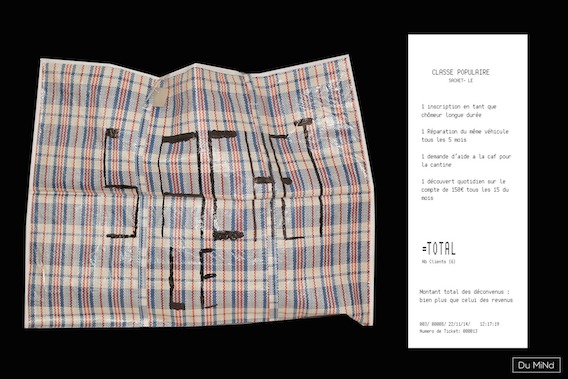 SACHET
LE
CLASSE POPULAIRE
SACHET- LE
1 inscription en tant que
chômeur longue durée
1 Réparation du même véhicule
tous les 5 mois
1 demande d'aide a la caf pour
la cantine
1 découvert quotidien sur le
compte de 150€ tous les 15 du
mois
=TOTAL
Nb Clients (6)
Montant total des déconvenus :
bien plus que celui des revenus
22/11/14/ 12:17:19
Numero de Ticket: 000013
Du MiNd